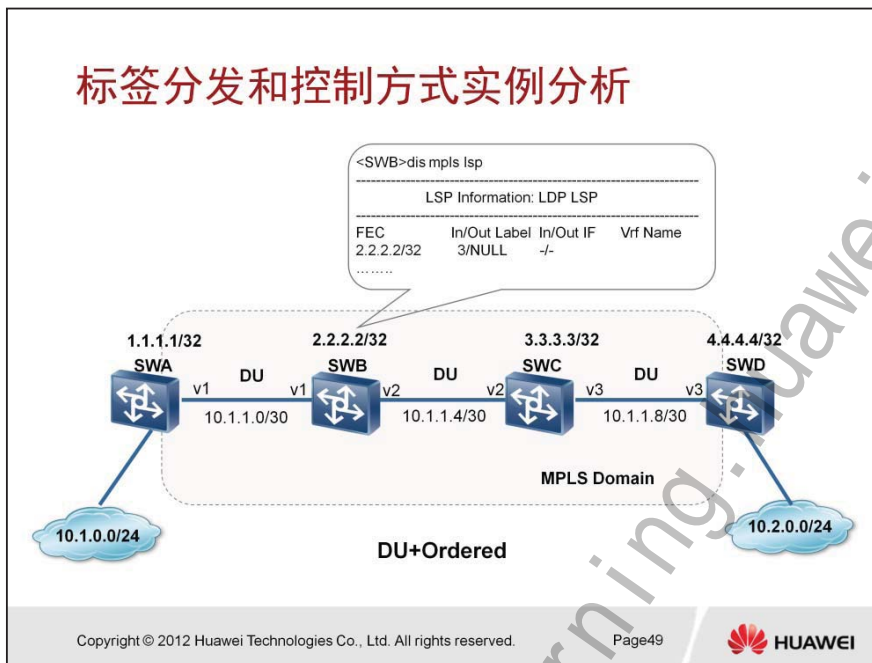 标签分发和控制方式实例分析
<SWB>dis mpls lsp
--------------------------------------------------------------------
LSP Information: LDP LSP
--------------------------------------------------------------------
FEC In/Out Label In/Out IF Vrf Name
2.2.2.2/32 3/NULL -/-
........
1.1.1.1/32 2.2.2.2/32 3.3.3.3/32 4.4.4.4/32
SWA DU SWB DU SWC DU SWD
v1 v1 v2 v2 v3 v3
10.1.1.0/30 10.1.1.4/30 10.1.1.8/30
MPLS Domain
10.1.0.0/24 10.2.0.0/24
DU+Ordered
Copyright © 2012 Huawei Technologies Co., Ltd. All rights reserved. Page49 HUAWEI